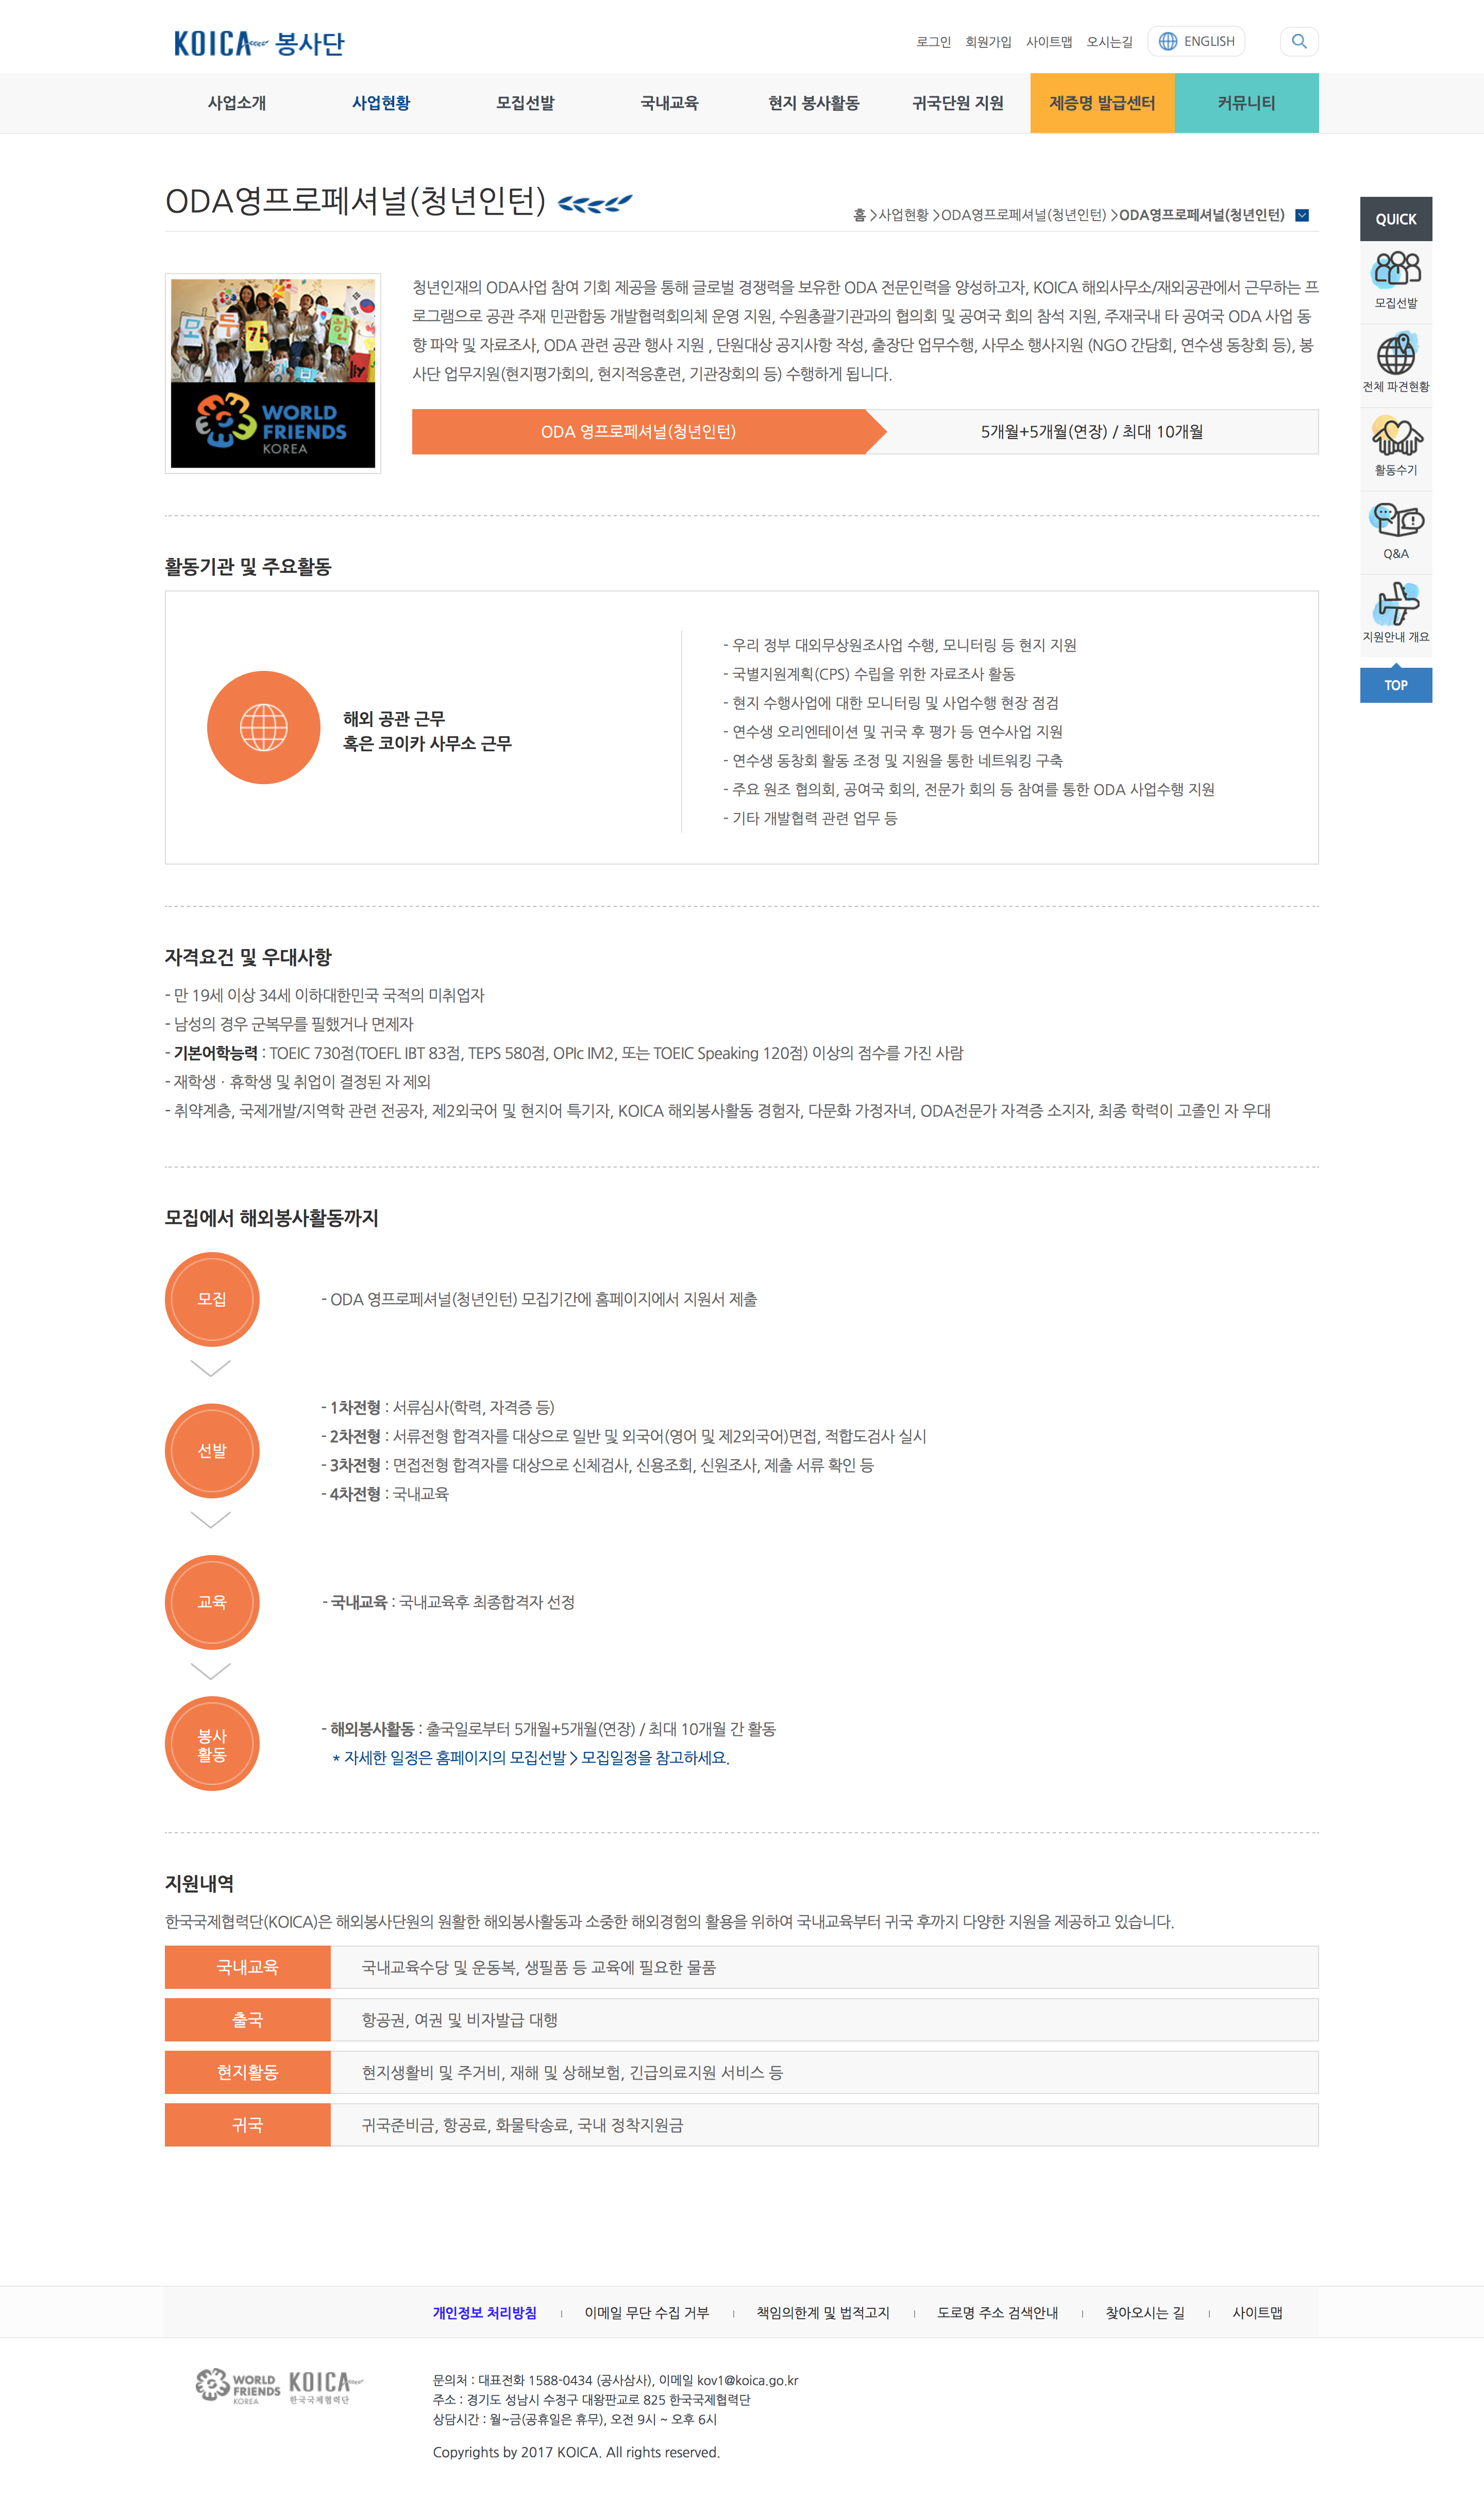 KOICA 봉사단
로그인 회원가입 사이트맵 오시는길 ENGLISH
사업소개 사업현황 모집선발 국내교육 현지 봉사활동 귀국단원 지원 제증명 발급센터 커뮤니티
ODA영프로페셔널(청년인턴)
홈 >사업현황 >ODA영프로페셔널(청년인턴) >ODA영프로페셔널(청년인턴)
QUICK
모집선발
전체 파견현황
활동수기
Q&A
지원안내 개요
TOP
모두가 한
WORLD
FRIENDS
KOREA
청년인재의 ODA사업 참여 기회 제공을 통해 글로벌 경쟁력을 보유한 ODA 전문인력을 양성하고자, KOICA 해외사무소/재외공관에서 근무하는 프
로그램으로 공관 주재 민관합동 개발협력회의체 운영 지원, 수원총괄기관과의 협의회 및 공여국 회의 참석 지원, 주재국내 타 공여국 ODA 사업 동
향 파악 및 자료조사, ODA 관련 공관 행사 지원 , 단원대상 공지사항 작성, 출장단 업무수행, 사무소 행사지원 (NGO 간담회, 연수생 동창회 등), 봉
사단 업무지원(현지평가회의, 현지적응훈련, 기관장회의 등) 수행하게 됩니다.
ODA 영프로페셔널(청년인턴)
5개월+5개월(연장) / 최대 10개월
활동기관 및 주요활동
해외 공관 근무
혹은 코이카 사무소 근무
- 우리 정부 대외무상원조사업 수행, 모니터링 등 현지 지원
- 국별지원계획(CPS) 수립을 위한 자료조사 활동
- 현지 수행사업에 대한 모니터링 및 사업수행 현장 점검
- 연수생 오리엔테이션 및 귀국 후 평가 등 연수사업 지원
- 연수생 동창회 활동 조정 및 지원을 통한 네트워킹 구축
- 주요 원조 협의회, 공여국 회의, 전문가 회의 등 참여를 통한 ODA 사업수행 지원
- 기타 개발협력 관련 업무 등
자격요건 및 우대사항
- 만 19세 이상 34세 이하대한민국 국적의 미취업자
- 남성의 경우 군복무를 필했거나 면제자
- 기본어학능력 : TOEIC 730점(TOEFL IBT 83점, TEPS 580점, OPIc IM2, 또는 TOEIC Speaking 120점) 이상의 점수를 가진 사람
- 재학생 · 휴학생 및 취업이 결정된 자 제외
- 취약계층, 국제개발/지역학 관련 전공자, 제2외국어 및 현지어 특기자, KOICA 해외봉사활동 경험자, 다문화 가정자녀, ODA전문가 자격증 소지자, 최종 학력이 고졸인 자 우대
모집에서 해외봉사활동까지
모집
- ODA 영프로페셔널(청년인턴) 모집기간에 홈페이지에서 지원서 제출
선발
- 1차전형 : 서류심사(학력, 자격증 등)
- 2차전형 : 서류전형 합격자를 대상으로 일반 및 외국어(영어 및 제2외국어)면접, 적합도검사 실시
- 3차전형 : 면접전형 합격자를 대상으로 신체검사, 신용조회, 신원조사, 제출 서류 확인 등
- 4차전형 : 국내교육
교육
- 국내교육 : 국내교육후 최종합격자 선정
봉사
활동
- 해외봉사활동 : 출국일로부터 5개월+5개월(연장) / 최대 10개월 간 활동
* 자세한 일정은 홈페이지의 모집선발 > 모집일정을 참고하세요.
지원내역
한국국제협력단(KOICA)은 해외봉사단원의 원활한 해외봉사활동과 소중한 해외경험의 활용을 위하여 국내교육부터 귀국 후까지 다양한 지원을 제공하고 있습니다.
국내교육 국내교육수당 및 운동복, 생필품 등 교육에 필요한 물품
출국 항공권, 여권 및 비자발급 대행
현지활동 현지생활비 및 주거비, 재해 및 상해보험, 긴급의료지원 서비스 등
귀국 귀국준비금, 항공료, 화물탁송료, 국내 정착지원금
개인정보 처리방침 | 이메일 무단 수집 거부 | 책임의한계 및 법적고지 | 도로명 주소 검색안내 | 찾아오시는 길 | 사이트맵
WORLD
FRIENDS
KOREA
KOICA
한국국제협력단
문의처 : 대표전화 1588-0434 (공사삼사), 이메일 kov1@koica.go.kr
주소 : 경기도 성남시 수정구 대왕판교로 825 한국국제협력단
상담시간 : 월~금(공휴일은 휴무), 오전 9시 ~ 오후 6시
Copyrights by 2017 KOICA. All rights reserved.